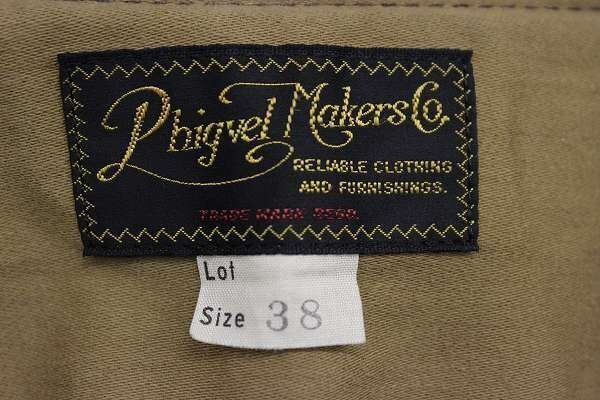 Phigvel Makers Co.
RELIABLE CLOTHING
AND FURNISHINGS.
TRADE MARK REGD.
Lot
Size 38